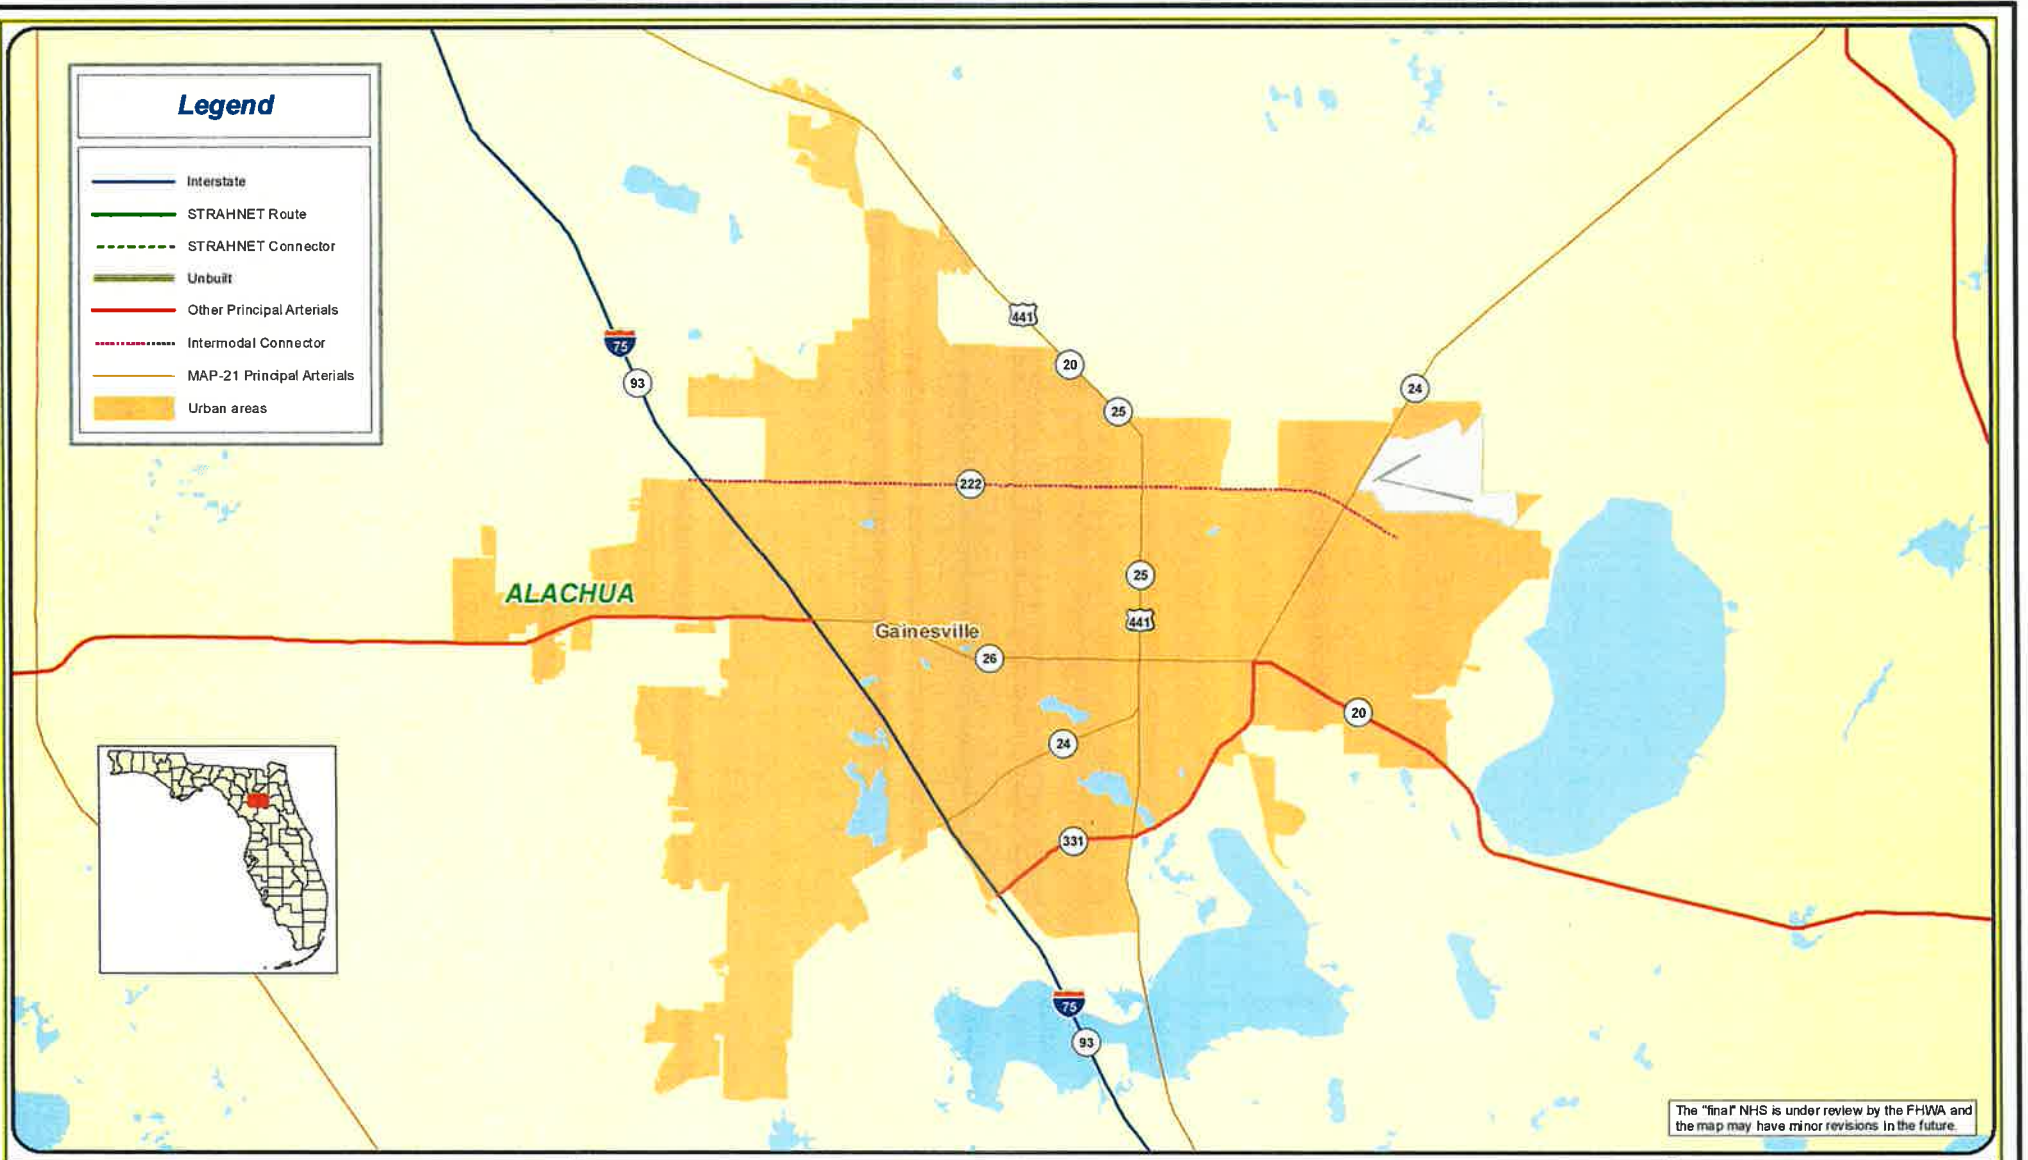 Legend
Interstate
STRAHNET Route
STRAHNET Connector
Unbuilt
Other Principal Arterials
Intermodal Connector
MAP-21 Principal Arterials
Urban areas
441
75
20
93
24
25
222
25
ALACHUA
441
Gainesville
26
20
24
331
75
93
The "final" NHS is under review by the FHWA and
the map may have minor revisions in the future.